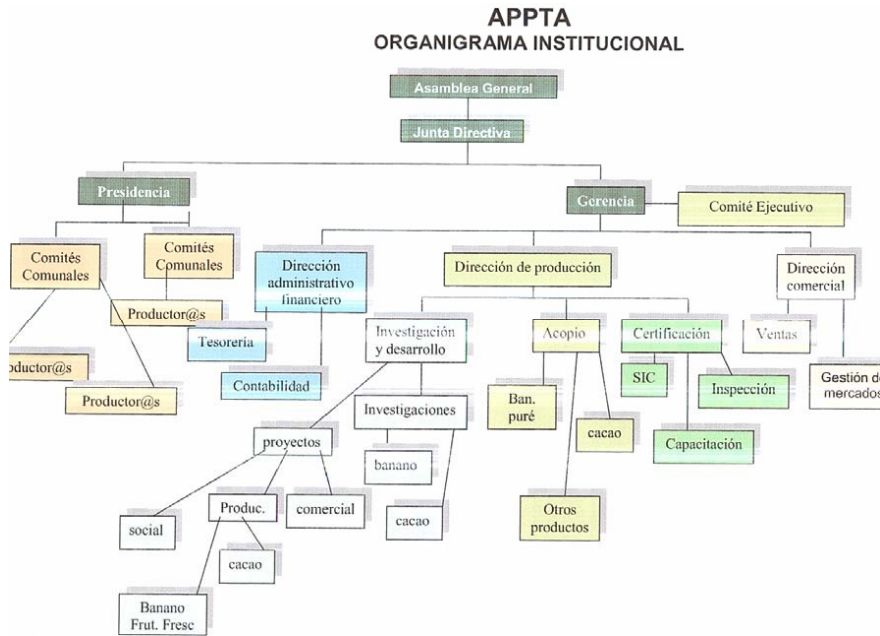 APPTA
ORGANIGRAMA INSTITUCIONAL
Asamblea General
Junta Directiva
Presidencia
Gerencia
Comité Ejecutivo
Comités
Comunales
Comités
Comunales
Dirección
administrativo
financiero
Dirección de producción
Dirección
comercial
Productor@s
Tesorería
Investigación
y desarrollo
Acopio
Certificación
Ventas
oductor@s
Productor@s
Contabilidad
Investigaciones
Ban.
puré
cacao
SIC
Inspección
Gestión de
mercados
Capacitación
proyectos
banano
social
Produc.
comercial
cacao
Otros
productos
cacao
Banano
Frut. Fresc